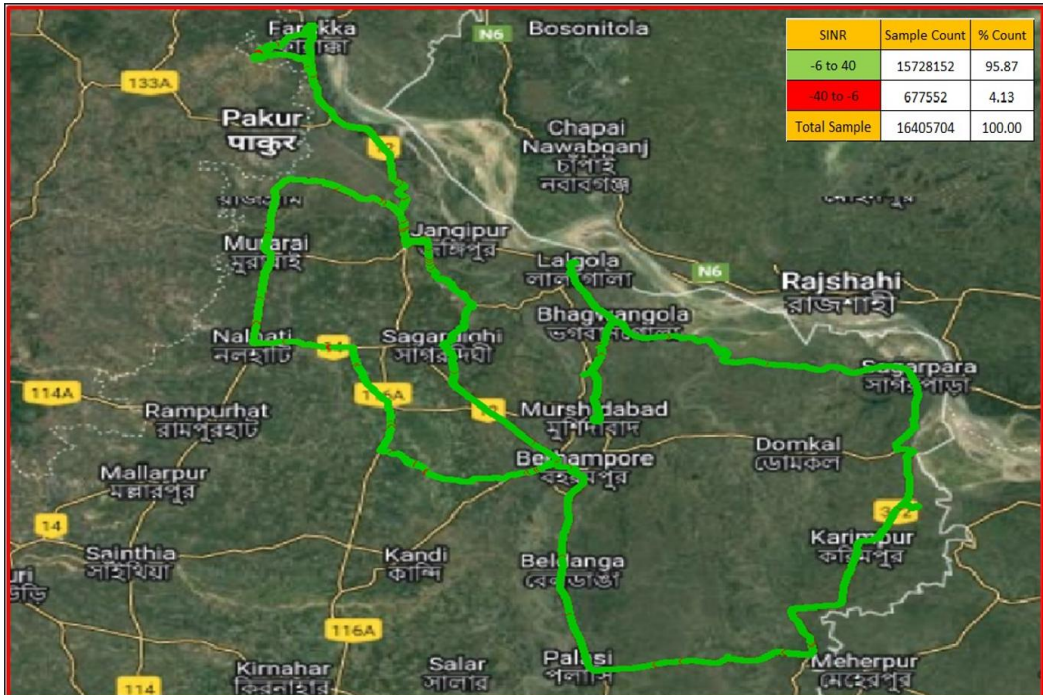 SINR Sample Count % Count
-6 to 40 15728152 95.87
-40 to -6 677552 4.13
Total Sample 16405704 100.00
Farakka
N6
Bosonitola
133A
Pakur
पाकुर
Chapai
Nawabganj
চাঁপাই
নবাবগঞ্জ
Murarai
মুরারই
Jangipur
জঙ্গিপুর
Lalgola
লালগোলা
N6
Rajshahi
রাজশাহী
Bhagwangola
Nalhati
নলহাটি
Sagardighi
সাগরদিঘী
Sagarpara
সাগরপাড়া
114A
Rampurhat
রামপুরহাট
Murshidabad
মুর্শিদাবাদ
Domkal
ডোমকল
Berhampore
বহরমপুর
Mallarpur
মল্লারপুর
14
Sainthia
সাঁইথিয়া
Kandi
কান্দি
Beldanga
বেলডাঙা
Karimpur
করিমপুর
116A
Kirnahar
কিরনাহার
Salar
সালার
Palasi
পলাশি
Meherpur
মেহেরপুর
114